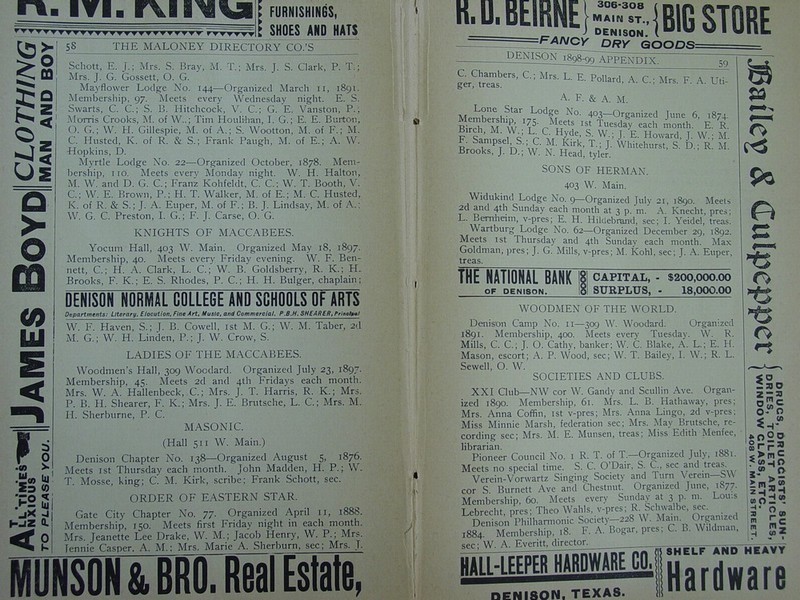 R. M. KING
FURNISHINGS,
SHOES AND HATS
58 THE MALONEY DIRECTORY CO.'S
Schott, E. J.; Mrs. S. Bray, M. T.; Mrs. J. S. Clark, P. T.;
Mrs. J. G. Gossett, O. G.
Mayflower Lodge No. 144—Organized March 11, 1891.
Membership, 97. Meets every Wednesday night. E. S.
Swarts, C. C.; S. B. Hitchcock, V. C.; G. E. Vanston, P.;
Morris Crooks, M. of W.; Tim Houlihan, I. G.; E. E. Burton,
O. G.; W. H. Gillespie, M. of A.; S. Wootton, M. of F.; M.
C. Husted, K. of R. & S.; Frank Paugh, M. of E.; A. W.
Hopkins, D.
Myrtle Lodge No. 22—Organized October, 1878. Mem-
bership, 110. Meets every Monday night. W. H. Halton,
M. W. and D. G. C.; Franz Kohfeldt, C. C.; W. T. Booth, V.
C.; W. E. Brown, P.; H. T. Walker, M. of E.; M. C. Husted,
K. of R. & S.; J. A. Euper, M. of F.; B. J. Lindsay, M. of A.:
W. G. C. Preston, I. G.; F. J. Carse, O. G.
KNIGHTS OF MACCABEES.
Yocum Hall, 403 W. Main. Organized May 18, 1897.
Membership, 40. Meets every Friday evening. W. F. Ben-
nett, C.; H. A. Clark, L. C.; W. B. Goldsberry, R. K.; H.
Brooks, F. K.; E. S. Rhodes, P. C.; H. H. Bulger, chaplain;
DENISON NORMAL COLLEGE AND SCHOOLS OF ARTS
Departments: Literary, Elocution, Fine Art, Music, and Commercial. P.B.H. SHEARER, Principal
W. F. Haven, S.; J. B. Cowell, 1st M. G.; W. M. Taber, 2d
M. G.; W. H. Linden, P.; J. W. Crow, S.
LADIES OF THE MACCABEES.
Woodmen's Hall, 309 Woodard. Organized July 23, 1897.
Membership, 45. Meets 2d and 4th Fridays each month.
Mrs. W. A. Hallenbeck, C.; Mrs. J. T. Harris, R. K.; Mrs.
P. B. H. Shearer, F. K.; Mrs. J. E. Brutsche, L. C.; Mrs. M.
H. Sherburne, P. C.
MASONIC.
(Hall 511 W. Main.)
Denison Chapter No. 138—Organized August 5, 1876.
Meets 1st Thursday each month. John Madden, H. P.; W.
T. Mosse, king; C. M. Kirk, scribe; Frank Schott, sec.
ORDER OF EASTERN STAR.
Gate City Chapter No. 77. Organized April 11, 1888.
Membership, 150. Meets first Friday night in each month.
Mrs. Jeanette Lee Drake, W. M.; Jacob Henry, W. P.; Mrs.
Jennie Casper, A. M.; Mrs. Marie A. Sherburn, sec; Mrs. J.
MUNSON & BRO. Real Estate,
JAMES BOYD CLOTHING
MAN AND BOY
AT ALL TIMES
ANXIOUS
TO PLEASE YOU.
R. D. BEIRNE
306-308
MAIN ST.,
DENISON.
BIG STORE
FANCY DRY GOODS
DENISON 1898-99 APPENDIX. 59
C. Chambers, C.; Mrs. L. E. Pollard, A. C.; Mrs. F. A. Uti-
ger, treas.
A. F. & A. M.
Lone Star Lodge No. 403—Organized June 6, 1874.
Membership, 175. Meets 1st Tuesday each month. E. R.
Birch, M. W.; L. C. Hyde, S. W.; J. E. Howard, J. W.; M.
F. Sampsel, S.; C. M. Kirk, T.; J. Whitehurst, S. D.; R. M.
Brooks, J. D.; W. N. Head, tyler.
SONS OF HERMAN.
403 W. Main.
Widukind Lodge No. 9—Organized July 21, 1890. Meets
2d and 4th Sunday each month at 3 p. m. A. Knecht, pres;
L. Bernheim, v-pres; E. H. Hildebrand, sec; I. Yeidel, treas.
Wartburg Lodge No. 62—Organized December 29, 1892.
Meets 1st Thursday and 4th Sunday each month. Max
Goldman, pres; J. G. Mills, v-pres; M. Kohl, sec; J. A. Euper,
treas.
THE NATIONAL BANK
OF DENISON.
CAPITAL, - $200,000.00
SURPLUS, - 18,000.00
WOODMEN OF THE WORLD.
Denison Camp No. 11—309 W. Woodard. Organized
1891. Membership, 400. Meets every Tuesday. W. R.
Mills, C. C.; J. O. Cathy, banker; W. C. Blake, A. L.; E. H.
Mason, escort; A. P. Wood, sec; W. T. Bailey, I. W.; R. L.
Sewell, O. W.
SOCIETIES AND CLUBS.
XXI Club—NW cor W. Gandy and Scullin Ave. Organ-
ized 1890. Membership, 61. Mrs. L. B. Hathaway, pres;
Mrs. Anna Coffin, 1st v-pres; Mrs. Anna Lingo, 2d v-pres;
Miss Minnie Marsh, federation sec; Mrs. May Brutsche, re-
cording sec; Mrs. M. E. Munsen, treas; Miss Edith Menfee,
librarian.
Pioneer Council No. 1 R. T. of T.—Organized July, 1881.
Meets no special time. S. C. O'Dair, S. C., sec and treas.
Verein-Vorwartz Singing Society and Turn Verein—SW
cor S. Burnett Ave and Chestnut. Organized June, 1877.
Membership, 60. Meets every Sunday at 3 p. m. Louis
Lebrecht, pres; Theo Wahls, v-pres; R. Schwalbe, sec.
Denison Philharmonic Society—228 W. Main. Organized
1884. Membership, 18. F. A. Bogar, pres; C. B. Wildman,
sec; W. A. Everitt, director.
HALL-LEEPER HARDWARE CO.
DENISON, TEXAS.
SHELF AND HEAVY
Hardware
Bailey & Culpepper
DRUGS, DRUGGISTS' SUN-
DRIES, TOILET ARTICLES,
WINDOW GLASS, ETC.
408 W. MAIN STREET.